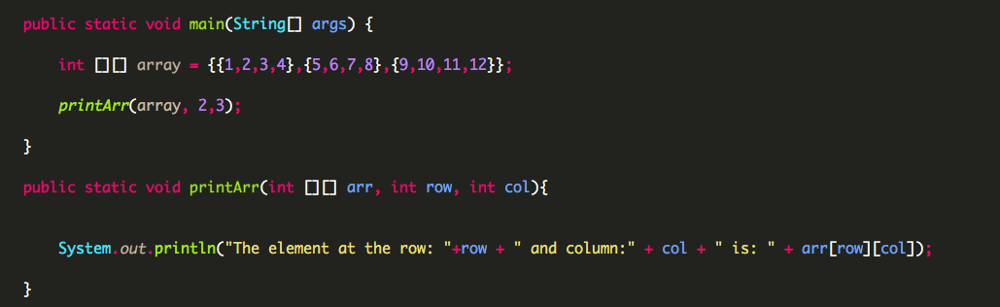 public static void main(String[] args) {
int [][] array = {{1,2,3,4},{5,6,7,8},{9,10,11,12}};
printArr(array, 2,3);
}
public static void printArr(int [][] arr, int row, int col){
System.out.println("The element at the row: "+row + " and column:" + col + " is: " + arr[row][col]);
}